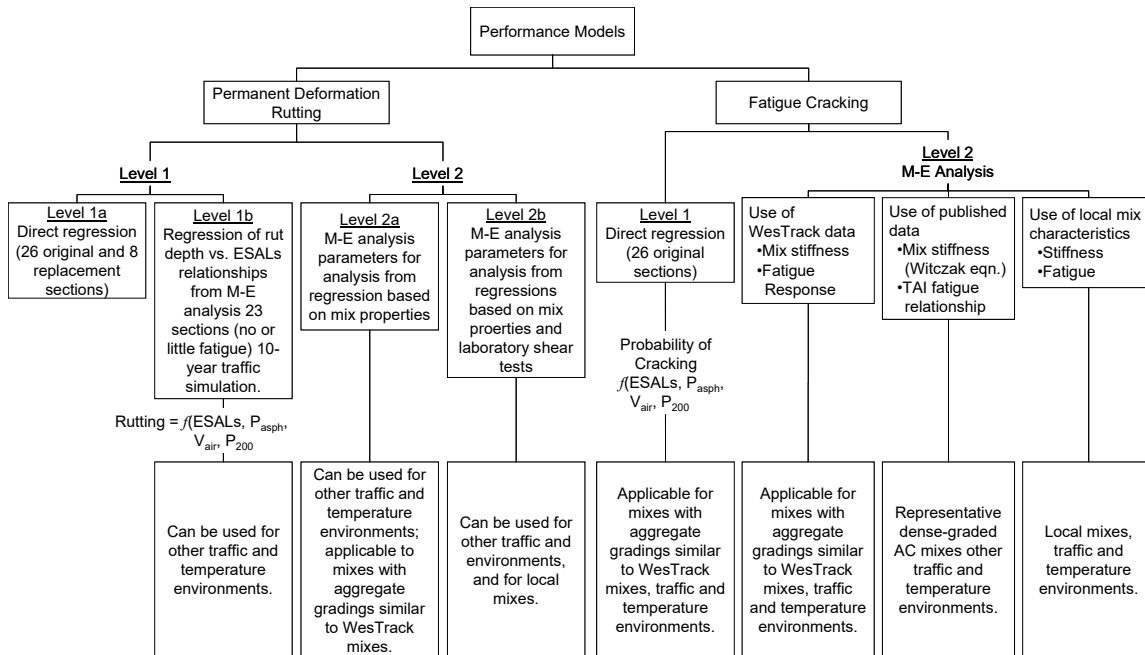 Performance Models
Permanent Deformation
Rutting
Fatigue Cracking
Level 1
Level 2
Level 2
M-E Analysis
Level 1a
Direct regression
(26 original and 8
replacement
sections)
Level 1b
Regression of rut
depth vs. ESALs
relationships
from M-E
analysis 23
sections (no or
little fatigue) 10-
year traffic
simulation.
Level 2a
M-E analysis
parameters for
analysis from
regression based
on mix properties
Level 2b
M-E analysis
parameters for
analysis from
regressions
based on mix
proerties and
laboratory shear
tests
Level 1
Direct regression
(26 original
sections)
Use of
WesTrack data
•Mix stiffness
•Fatigue
Response
Use of published
data
•Mix stiffness
(Witczak eqn.)
•TAI fatigue
relationship
Use of local mix
characteristics
•Stiffness
•Fatigue
Rutting = f(ESALs, Pasph,
Vair, P200
Probability of
Cracking
f(ESALs, Pasph,
Vair, P200
Can be used for
other traffic and
temperature
environments.
Can be used for
other traffic and
temperature
environments;
applicable to
mixes with
aggregate
gradings similar
to WesTrack
mixes.
Can be used for
other traffic and
environments,
and for local
mixes.
Applicable for
mixes with
aggregate
gradings similar
to WesTrack
mixes, traffic and
temperature
environments.
Applicable for
mixes with
aggregate
gradings similar
to WesTrack
mixes, traffic
and temperature
environments.
Representative
dense-graded
AC mixes other
traffic and
temperature
environments.
Local mixes,
traffic and
temperature
environments.